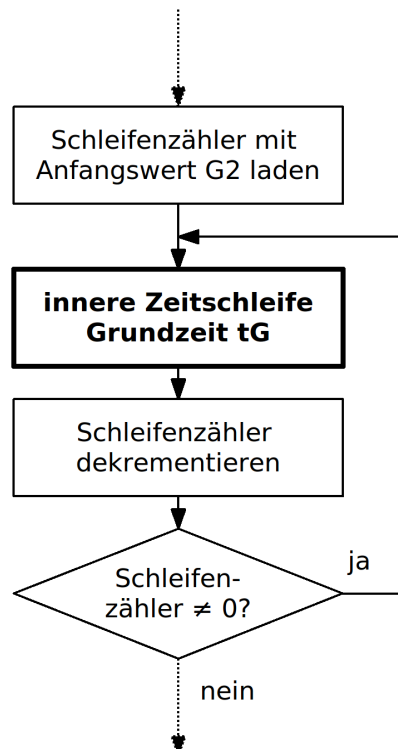 Schleifenzähler mit
Anfangswert G2 laden
innere Zeitschleife
Grundzeit tG
Schleifenzähler
dekrementieren
Schleifen-
zähler ≠ 0?
ja
nein